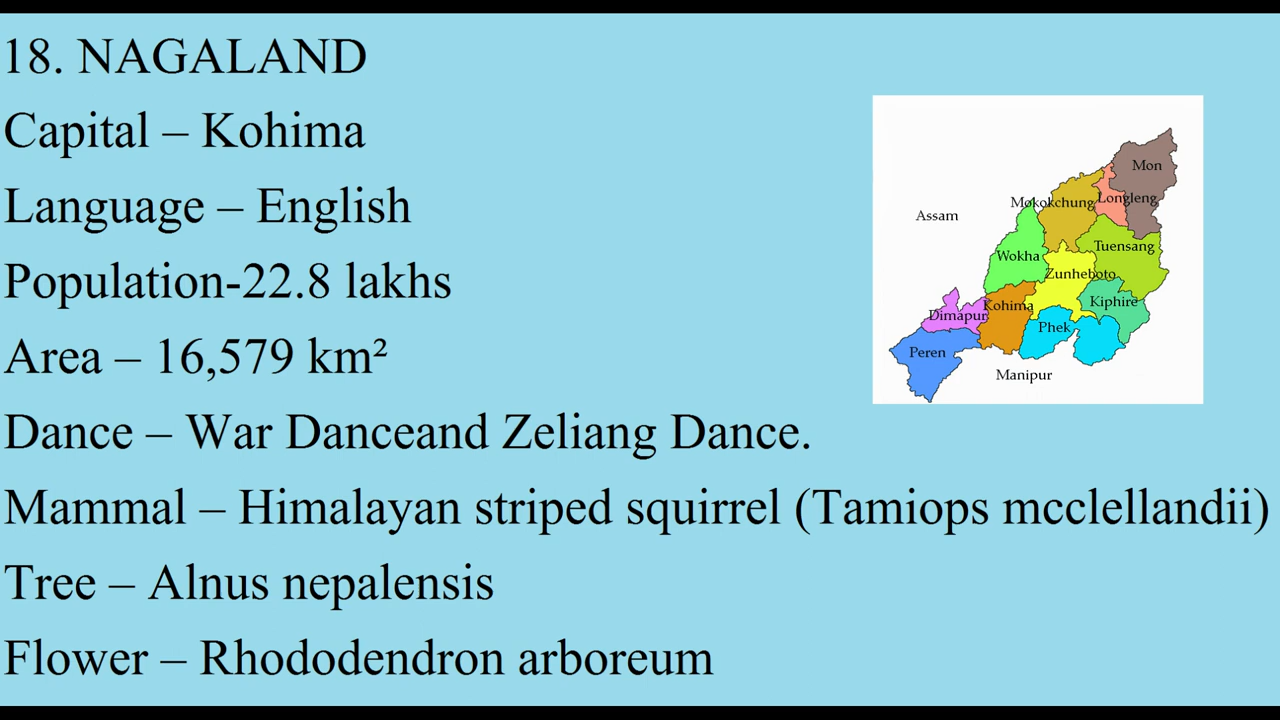 18. NAGALAND
Capital – Kohima
Language – English
Population-22.8 lakhs
Area – 16,579 km²
Dance – War Danceand Zeliang Dance.
Mammal – Himalayan striped squirrel (Tamiops mcclellandii)
Tree – Alnus nepalensis
Flower – Rhododendron arboreum
Mon
Mokokchung
Longleng
Assam
Tuensang
Wokha
Zunheboto
Kiphire
Kohima
Dimapur
Phek
Peren
Manipur